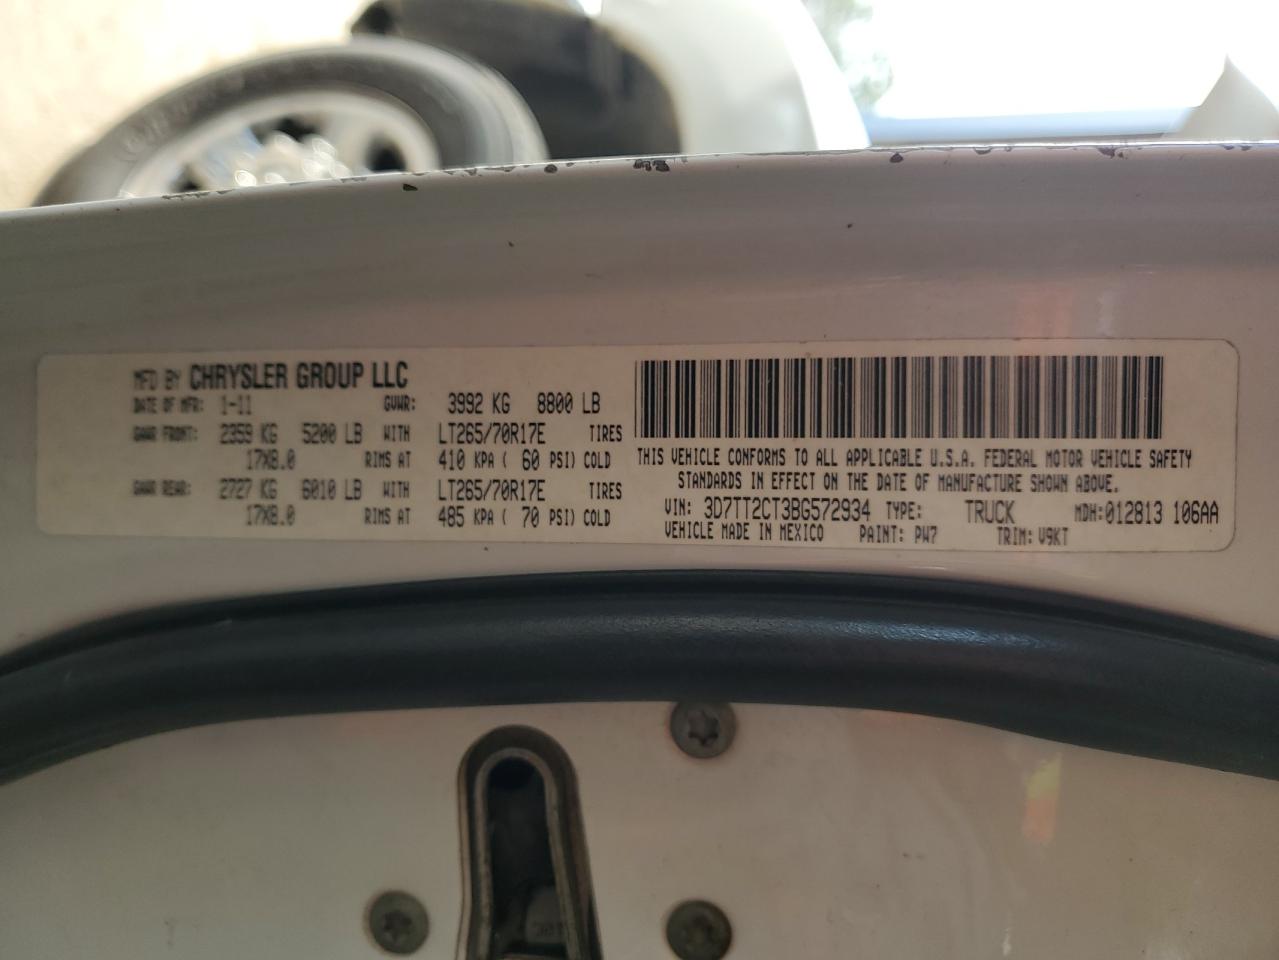 MFD BY CHRYSLER GROUP LLC
DATE OF MFR: 1-11 GVWR: 3992 KG 8800 LB
GAWR FRONT: 2359 KG 5200 LB WITH LT265/70R17E TIRES
17X8.0 RIMS AT 410 KPA ( 60 PSI) COLD
GAWR REAR: 2727 KG 6010 LB WITH LT265/70R17E TIRES
17X8.0 RIMS AT 485 KPA ( 70 PSI) COLD
THIS VEHICLE CONFORMS TO ALL APPLICABLE U.S.A. FEDERAL MOTOR VEHICLE SAFETY
STANDARDS IN EFFECT ON THE DATE OF MANUFACTURE SHOWN ABOVE.
VIN: 3D7TT2CT3BG572934 TYPE: TRUCK MDH:012813 106AA
VEHICLE MADE IN MEXICO PAINT: PW7 TRIM: V9KT